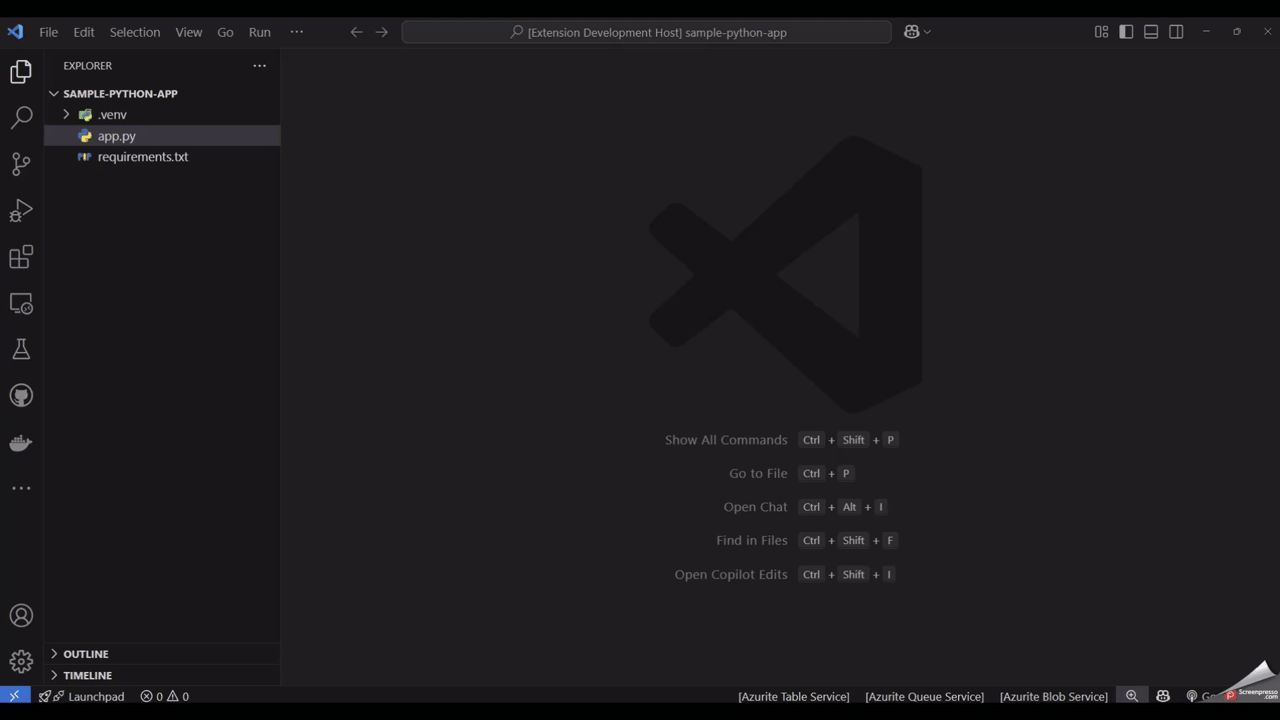 File Edit Selection View Go Run ··· [Extension Development Host] sample-python-app
EXPLORER ···
SAMPLE-PYTHON-APP
.venv
app.py
requirements.txt
Show All Commands Ctrl + Shift + P
Go to File Ctrl + P
Open Chat Ctrl + Alt + I
Find in Files Ctrl + Shift + F
Open Copilot Edits Ctrl + Shift + I
OUTLINE
TIMELINE
Launchpad 0 0 [Azurite Table Service] [Azurite Queue Service] [Azurite Blob Service]
Screenpresso
.com